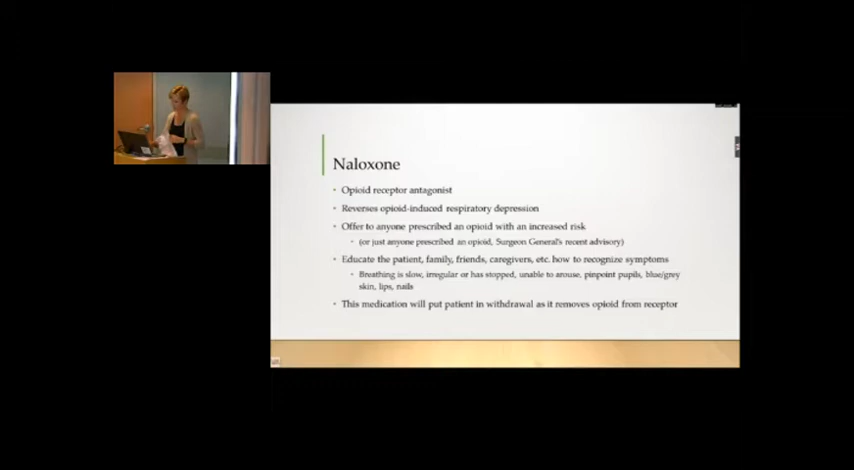 Naloxone
• Opioid receptor antagonist
• Reverses opioid-induced respiratory depression
• Offer to anyone prescribed an opioid with an increased risk
• (or just anyone prescribed an opioid, Surgeon General's recent advisory)
• Educate the patient, family, friends, caregivers, etc. how to recognize symptoms
• Breathing is slow, irregular or has stopped, unable to arouse, pinpoint pupils, blue/grey
skin, lips, nails
• This medication will put patient in withdrawal as it removes opioid from receptor